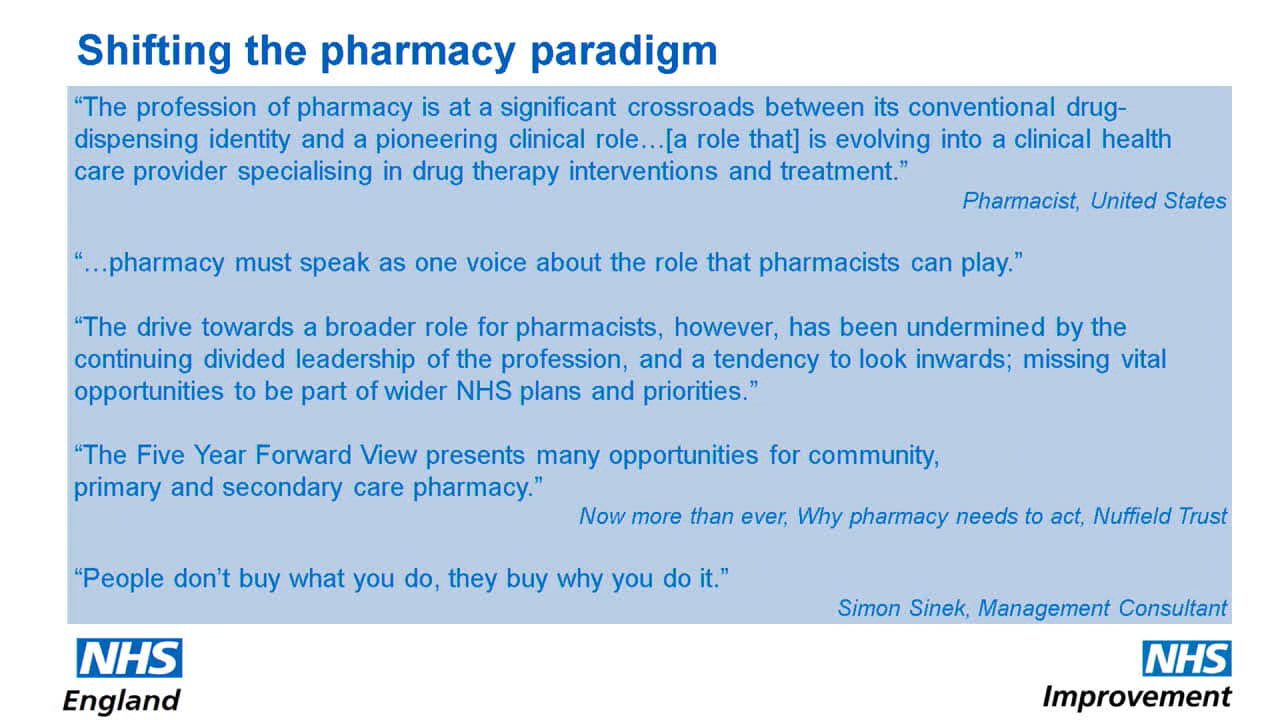 Shifting the pharmacy paradigm
“The profession of pharmacy is at a significant crossroads between its conventional drug-
dispensing identity and a pioneering clinical role…[a role that] is evolving into a clinical health
care provider specialising in drug therapy interventions and treatment.”
Pharmacist, United States
“…pharmacy must speak as one voice about the role that pharmacists can play.”
“The drive towards a broader role for pharmacists, however, has been undermined by the
continuing divided leadership of the profession, and a tendency to look inwards; missing vital
opportunities to be part of wider NHS plans and priorities.”
“The Five Year Forward View presents many opportunities for community,
primary and secondary care pharmacy.”
Now more than ever, Why pharmacy needs to act, Nuffield Trust
“People don’t buy what you do, they buy why you do it.”
Simon Sinek, Management Consultant
NHS
England
NHS
Improvement